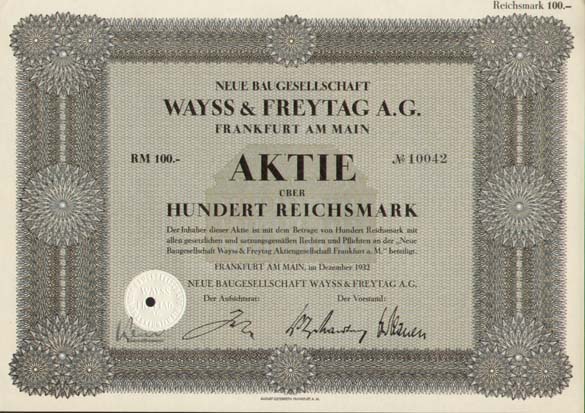 Reichsmark 100.–
NEUE BAUGESELLSCHAFT
WAYSS & FREYTAG A.G.
FRANKFURT AM MAIN
RM 100.– AKTIE № 10042
ÜBER
HUNDERT REICHSMARK
Der Inhaber dieser Aktie ist mit dem Betrage von Hundert Reichsmark mit
allen gesetzlichen und satzungsgemäßen Rechten und Pflichten an der „Neue
Baugesellschaft Wayss & Freytag Aktiengesellschaft Frankfurt a. M.“ beteiligt.
FRANKFURT AM MAIN, im Dezember 1932
NEUE BAUGESELLSCHAFT WAYSS & FREYTAG A.G.
Der Aufsichtsrat: Der Vorstand: